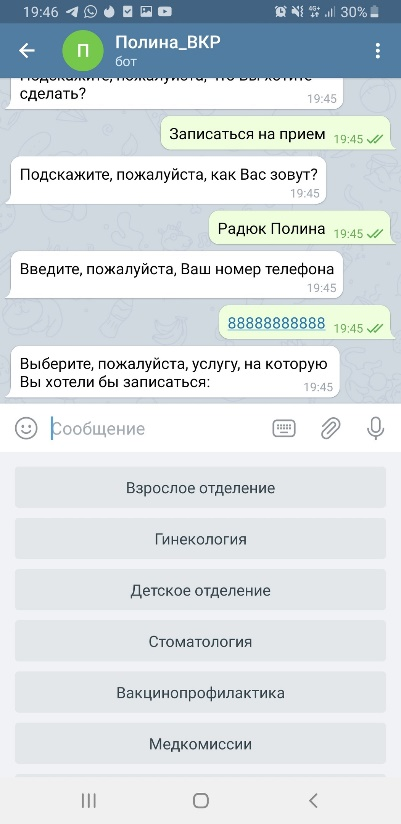 19:46
4G+
30%
П
Полина_ВКР
бот
Подскажите, пожалуйста, что Вы хотите
сделать?
19:45
Записаться на прием
19:45
Подскажите, пожалуйста, как Вас зовут?
19:45
Радюк Полина
19:45
Введите, пожалуйста, Ваш номер телефона
19:45
88888888888
19:45
Выберите, пожалуйста, услугу, на которую
Вы хотели бы записаться:
19:45
Сообщение
Взрослое отделение
Гинекология
Детское отделение
Стоматология
Вакцинопрофилактика
Медкомиссии